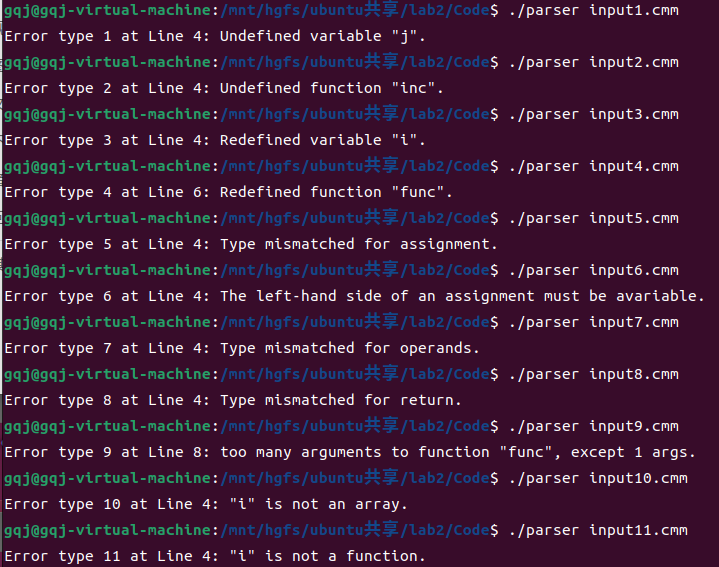 gqj@gqj-virtual-machine:/mnt/hgfs/ubuntu共享/lab2/Code$ ./parser input1.cmm
Error type 1 at Line 4: Undefined variable "j".
gqj@gqj-virtual-machine:/mnt/hgfs/ubuntu共享/lab2/Code$ ./parser input2.cmm
Error type 2 at Line 4: Undefined function "inc".
gqj@gqj-virtual-machine:/mnt/hgfs/ubuntu共享/lab2/Code$ ./parser input3.cmm
Error type 3 at Line 4: Redefined variable "i".
gqj@gqj-virtual-machine:/mnt/hgfs/ubuntu共享/lab2/Code$ ./parser input4.cmm
Error type 4 at Line 6: Redefined function "func".
gqj@gqj-virtual-machine:/mnt/hgfs/ubuntu共享/lab2/Code$ ./parser input5.cmm
Error type 5 at Line 4: Type mismatched for assignment.
gqj@gqj-virtual-machine:/mnt/hgfs/ubuntu共享/lab2/Code$ ./parser input6.cmm
Error type 6 at Line 4: The left-hand side of an assignment must be avariable.
gqj@gqj-virtual-machine:/mnt/hgfs/ubuntu共享/lab2/Code$ ./parser input7.cmm
Error type 7 at Line 4: Type mismatched for operands.
gqj@gqj-virtual-machine:/mnt/hgfs/ubuntu共享/lab2/Code$ ./parser input8.cmm
Error type 8 at Line 4: Type mismatched for return.
gqj@gqj-virtual-machine:/mnt/hgfs/ubuntu共享/lab2/Code$ ./parser input9.cmm
Error type 9 at Line 8: too many arguments to function "func", except 1 args.
gqj@gqj-virtual-machine:/mnt/hgfs/ubuntu共享/lab2/Code$ ./parser input10.cmm
Error type 10 at Line 4: "i" is not an array.
gqj@gqj-virtual-machine:/mnt/hgfs/ubuntu共享/lab2/Code$ ./parser input11.cmm
Error type 11 at Line 4: "i" is not a function.